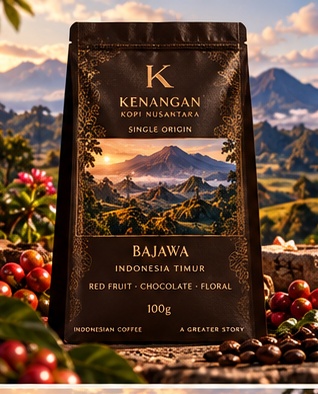 K
KENANGAN
KOPI NUSANTARA
SINGLE ORIGIN
BAJAWA
INDONESIA TIMUR
RED FRUIT · CHOCOLATE · FLORAL
100g
INDONESIAN COFFEE A GREATER STORY